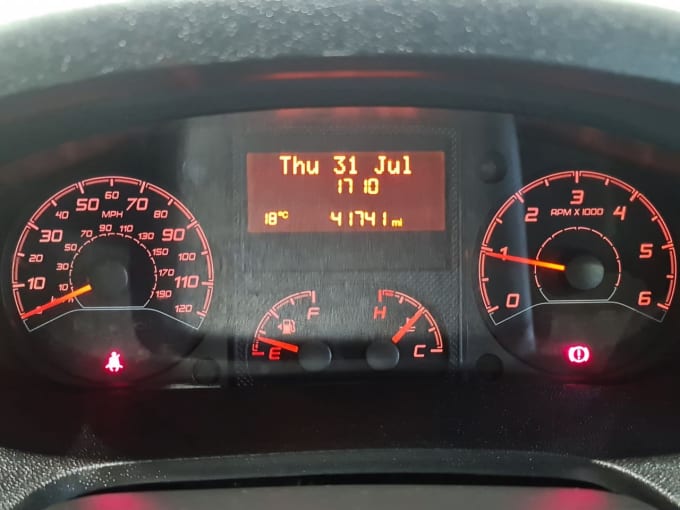 Thu 31 Jul
17 10
18°C 41741 mi
10 30 40 50 60 70 80 90 110 120
MPH
10 30 50 70 90 110 130 150 170 190
E F
H C
0 1 2 3 4 5 6
RPM X 1000